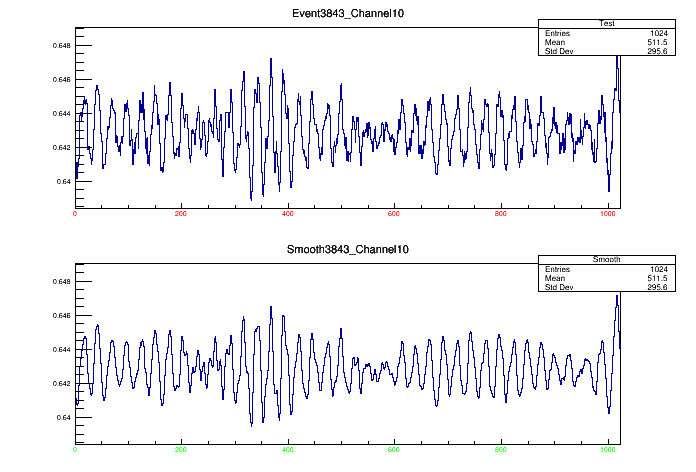 Event3843_Channel10
Test
Entries 1024
Mean 511.5
Std Dev 295.6
0.648
0.646
0.644
0.642
0.64
0 200 400 600 800 1000
Smooth3843_Channel10
Smooth
Entries 1024
Mean 511.5
Std Dev 295.6
0.648
0.646
0.644
0.642
0.64
0 200 400 600 800 1000